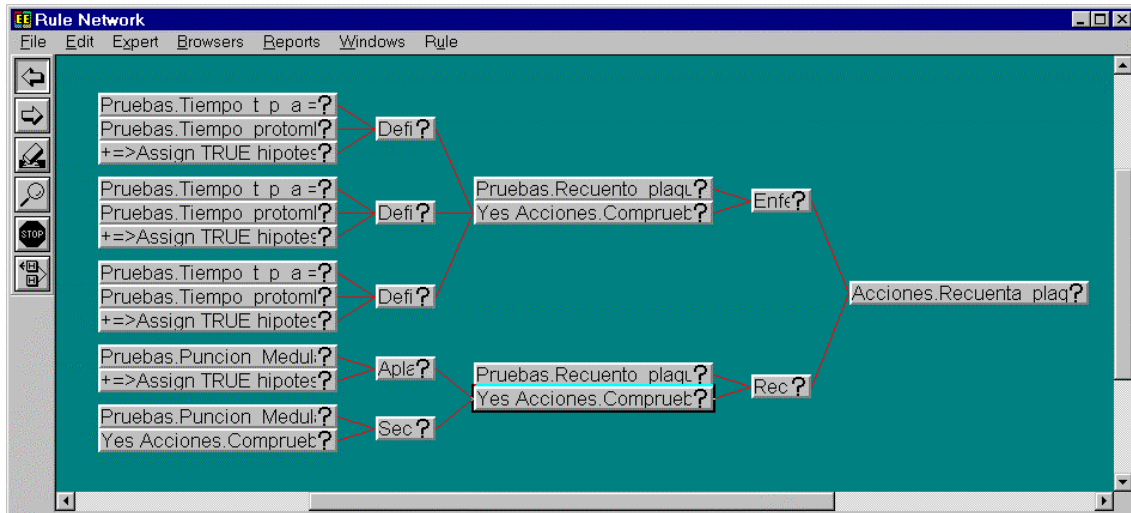 Rule Network
File Edit Expert Browsers Reports Windows Rule
Pruebas.Tiempo t p a =?
Pruebas.Tiempo protoml?
+=>Assign TRUE hipotes?
Defi?
Pruebas.Tiempo t p a =?
Pruebas.Tiempo protoml?
+=>Assign TRUE hipotes?
Defi?
Pruebas.Tiempo t p a =?
Pruebas.Tiempo protoml?
+=>Assign TRUE hipotes?
Defi?
Pruebas.Puncion Medul?
+=>Assign TRUE hipotes?
Apla?
Pruebas.Puncion Medul?
Yes Acciones.Comprueb?
Sec?
Pruebas.Recuento plaqu?
Yes Acciones.Comprueb?
Enfe?
Pruebas.Recuento plaqu?
Yes Acciones.Comprueb?
Rec?
Acciones.Recuenta plaq?
STOP